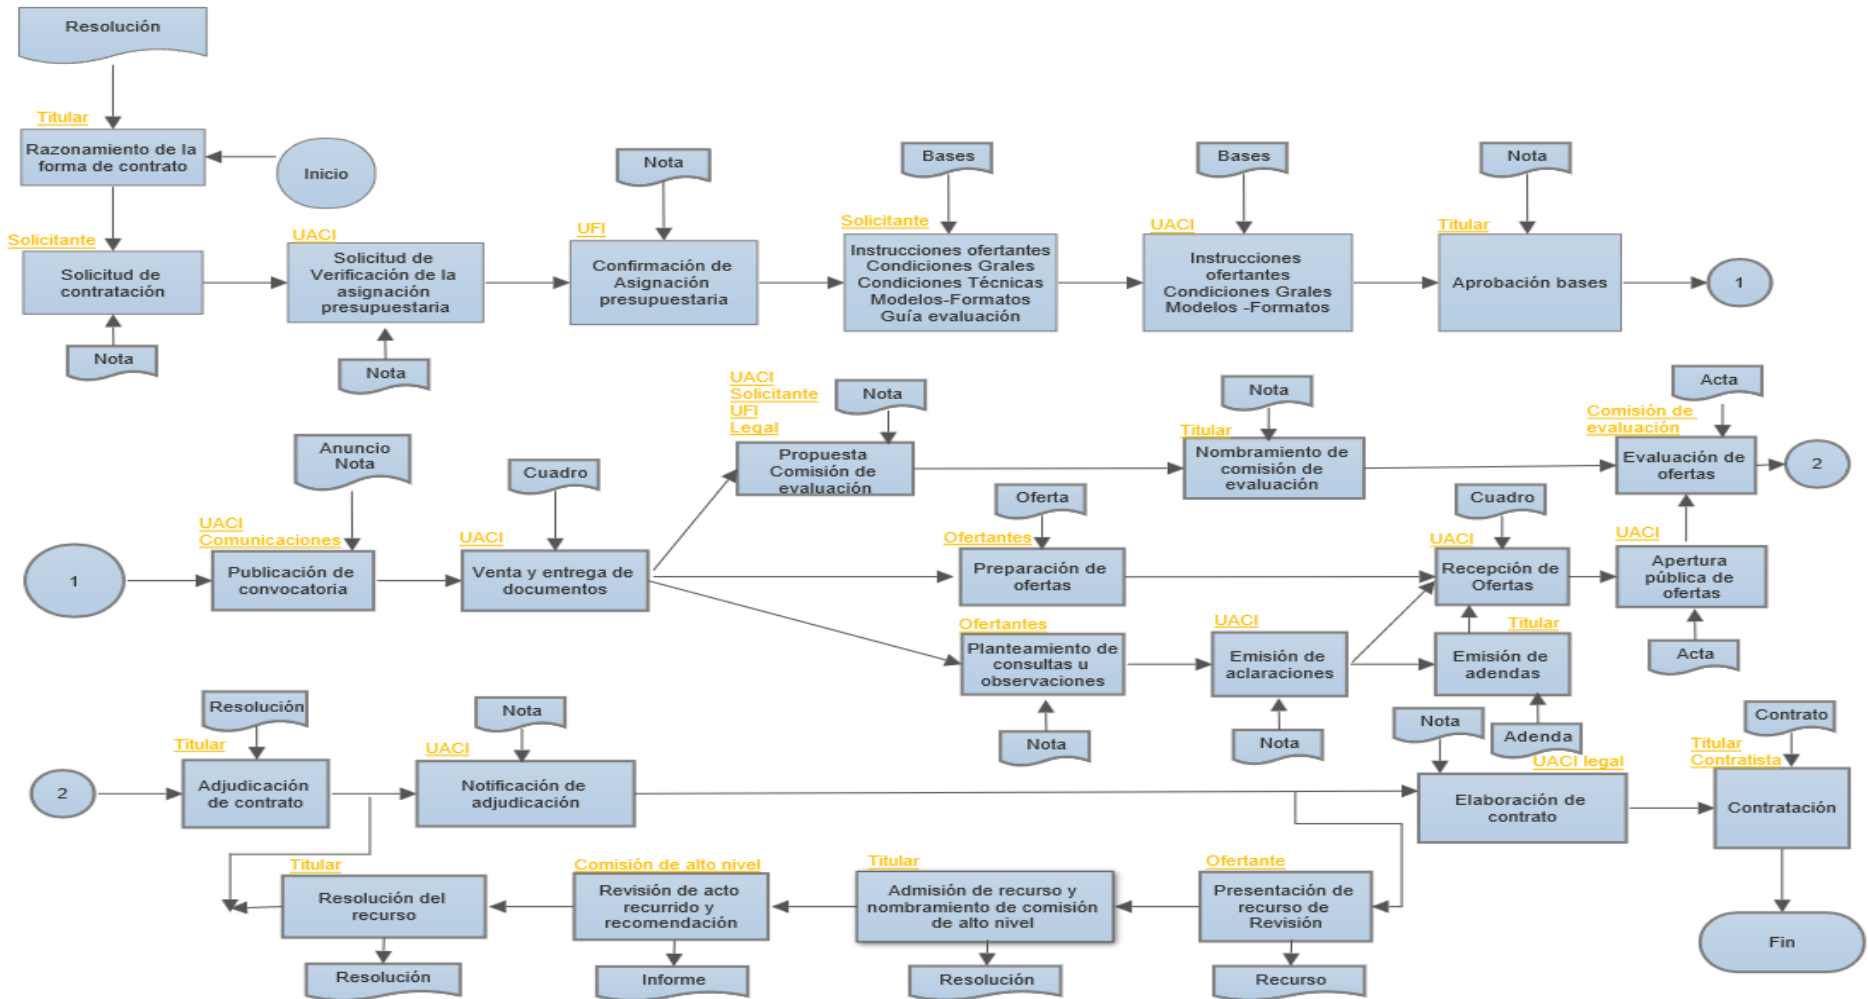 Resolución
Titular
Razonamiento de la
forma de contrato
Inicio
Nota
Bases
Bases
Nota
Solicitante
Solicitud de
contratación
Nota
UACI
Solicitud de
Verificación de la
asignación
presupuestaria
Nota
UFI
Confirmación de
Asignación
presupuestaria
Solicitante
Instrucciones ofertantes
Condiciones Grales
Condiciones Técnicas
Modelos-Formatos
Guía evaluación
UACI
Instrucciones
ofertantes
Condiciones Grales
Modelos -Formatos
Titular
Aprobación bases
1
1
Anuncio
Nota
UACI
Comunicaciones
Publicación de
convocatoria
Cuadro
UACI
Venta y entrega de
documentos
UACI
Solicitante
UFI
Legal
Nota
Propuesta
Comisión de
evaluación
Nota
Titular
Nombramiento de
comisión de
evaluación
Acta
Comisión de
evaluación
Evaluación de
ofertas
2
Oferta
Ofertantes
Preparación de
ofertas
Cuadro
UACI
Recepción de
Ofertas
UACI
Apertura
pública de
ofertas
Acta
Ofertantes
Planteamiento de
consultas u
observaciones
Nota
UACI
Emisión de
aclaraciones
Nota
Titular
Emisión de
adendas
Adenda
2
Resolución
Titular
Adjudicación
de contrato
Nota
UACI
Notificación de
adjudicación
Nota
UACI legal
Elaboración de
contrato
Contrato
Titular
Contratista
Contratación
Fin
Titular
Resolución del
recurso
Resolución
Comisión de alto nivel
Revisión de acto
recurrido y
recomendación
Informe
Titular
Admisión de recurso y
nombramiento de comisión
de alto nivel
Resolución
Ofertante
Presentación de
recurso de
Revisión
Recurso